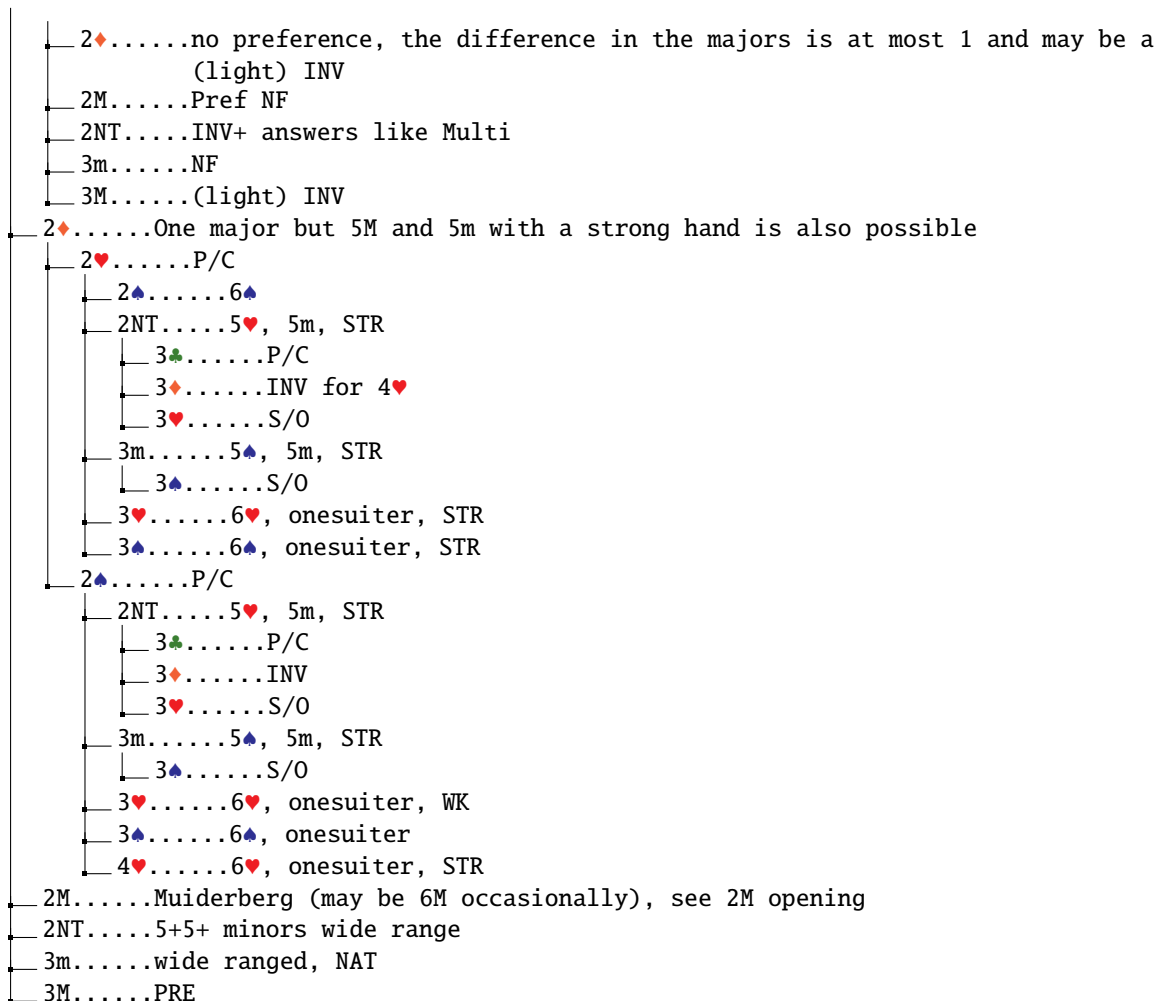 2♦......no preference, the difference in the majors is at most 1 and may be a
(light) INV
2M......Pref NF
2NT.....INV+ answers like Multi
3m......NF
3M......(light) INV
2♦......One major but 5M and 5m with a strong hand is also possible
2♥......P/C
2♠......6♠
2NT.....5♥, 5m, STR
3♣......P/C
3♦......INV for 4♥
3♥......S/O
3m......5♠, 5m, STR
3♠......S/O
3♥......6♥, onesuiter, STR
3♠......6♠, onesuiter, STR
2♠......P/C
2NT.....5♥, 5m, STR
3♣......P/C
3♦......INV
3♥......S/O
3m......5♠, 5m, STR
3♠......S/O
3♥......6♥, onesuiter, WK
3♠......6♠, onesuiter
4♥......6♥, onesuiter, STR
2M......Muiderberg (may be 6M occasionally), see 2M opening
2NT.....5+5+ minors wide range
3m......wide ranged, NAT
3M......PRE